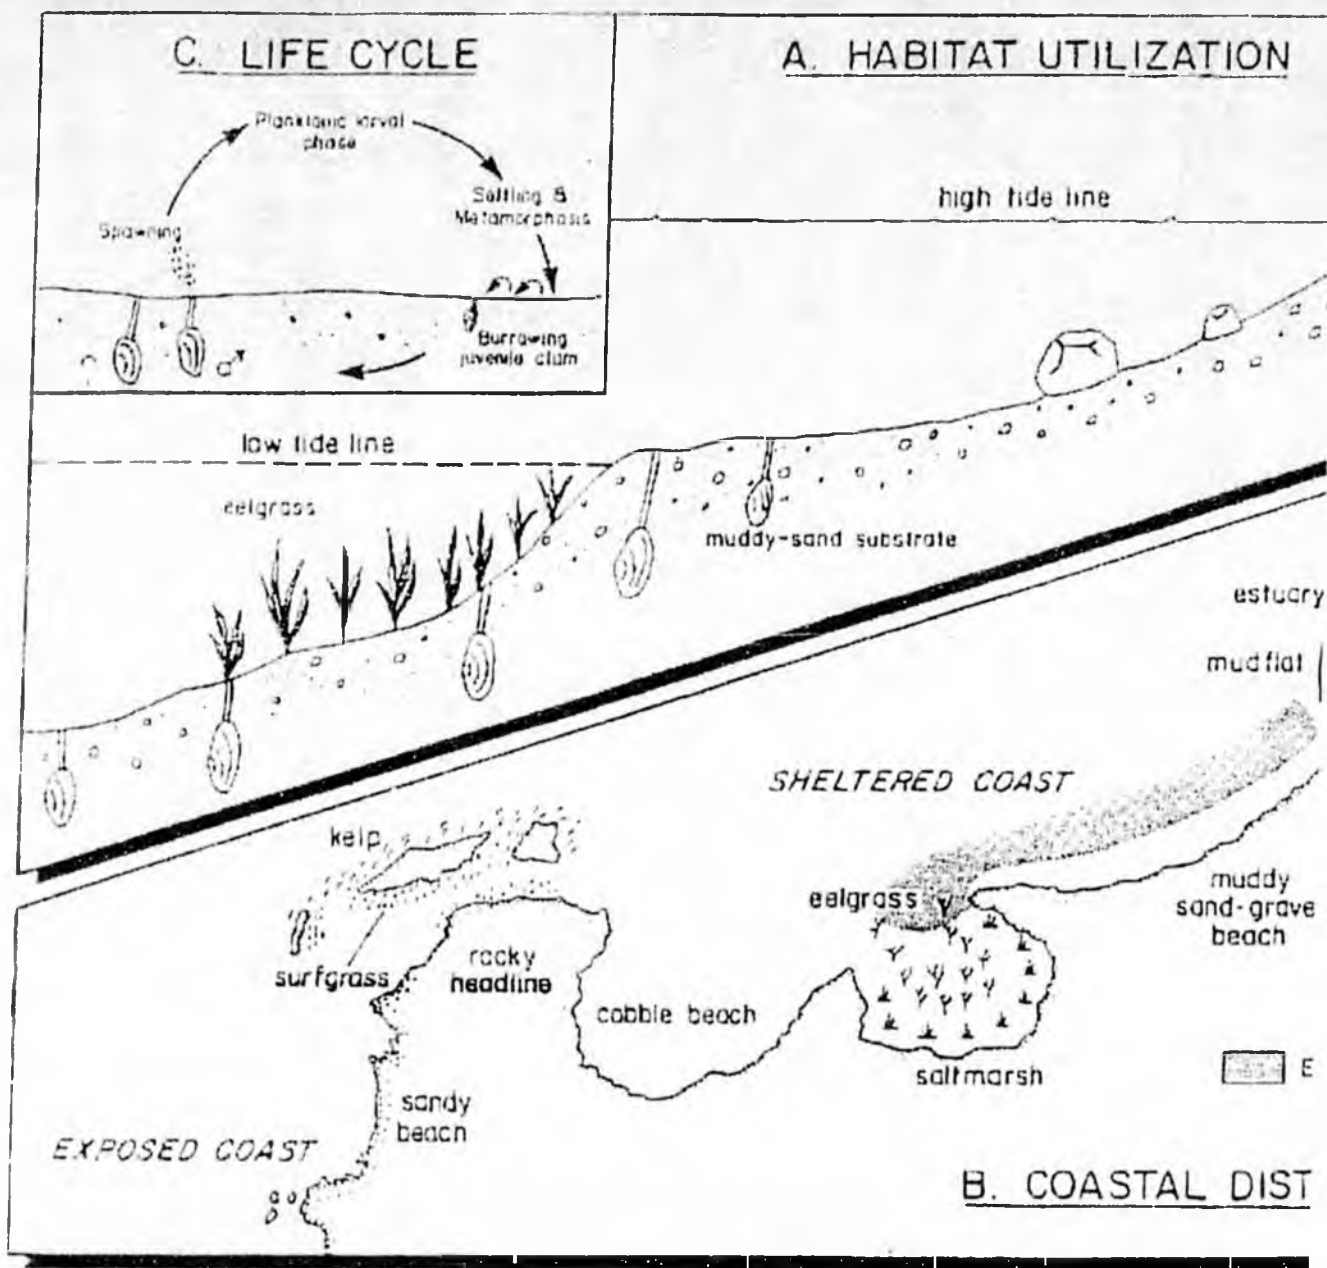 C. LIFE CYCLE
Planktonic larval
phase
Settling &
Metamorphosis
Spawning
Burrowing
juvenile clam
A. HABITAT UTILIZATION
high tide line
low tide line
eelgrass
muddy-sand substrate
estuary
mudflat
SHELTERED COAST
kelp
eelgrass
muddy
sand-grave
beach
surfgrass
rocky
headline
cobble beach
saltmarsh
E
sandy
beach
EXPOSED COAST
B. COASTAL DIST